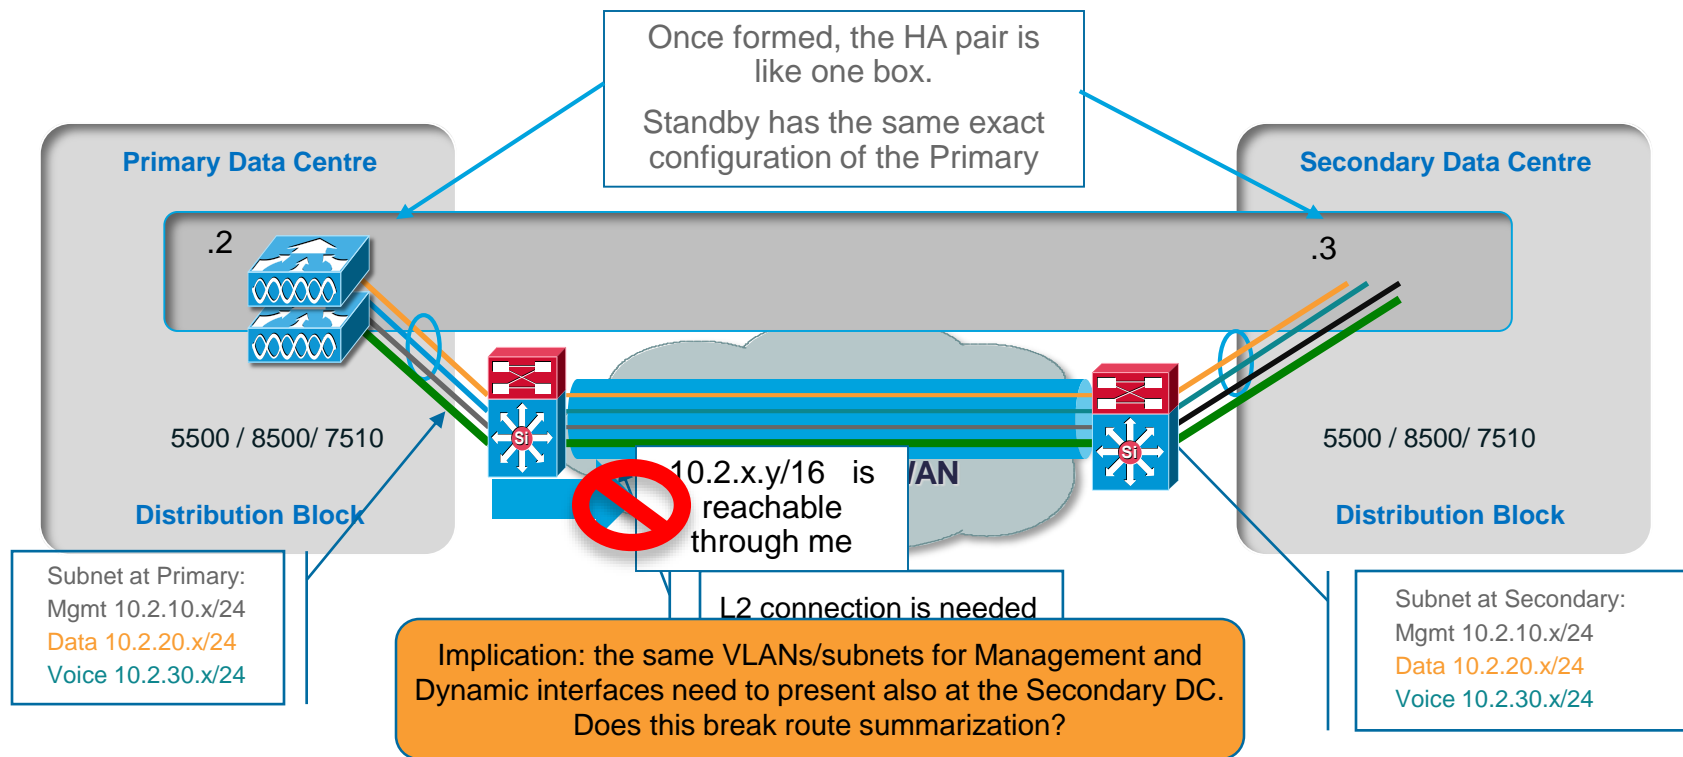 Once formed, the HA pair is
like one box.
Standby has the same exact
configuration of the Primary
Primary Data Centre
Secondary Data Centre
.2
.3
Si
Si
5500 / 8500/ 7510
5500 / 8500/ 7510
10.2.x.y/16 is
reachable
through me
Distribution Block
Distribution Block
Subnet at Primary:
Mgmt 10.2.10.x/24
Data 10.2.20.x/24
Voice 10.2.30.x/24
L2 connection is needed
Subnet at Secondary:
Mgmt 10.2.10.x/24
Data 10.2.20.x/24
Voice 10.2.30.x/24
Implication: the same VLANs/subnets for Management and
Dynamic interfaces need to present also at the Secondary DC.
Does this break route summarization?